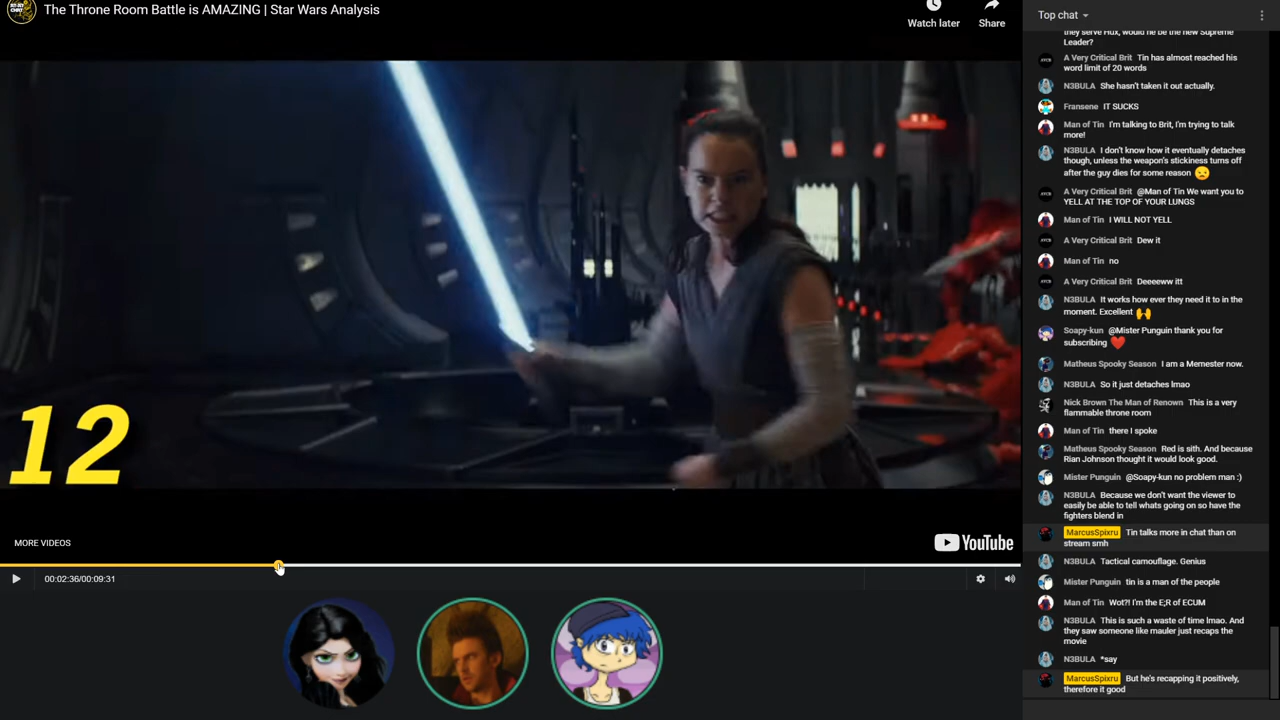 The Throne Room Battle is AMAZING | Star Wars Analysis
Watch later
Share
12
MORE VIDEOS
YouTube
00:02:36/00:09:31
Top chat
they serve Hux, would he be the new Supreme
Leader?
A Very Critical Brit Tin has almost reached his
word limit of 20 words
N3BULA She hasn't taken it out actually.
Fransene IT SUCKS
Man of Tin I'm talking to Brit, I'm trying to talk
more!
N3BULA I don't know how it eventually detaches
though, unless the weapon's stickiness turns off
after the guy dies for some reason 😣
A Very Critical Brit @Man of Tin We want you to
YELL AT THE TOP OF YOUR LUNGS
Man of Tin I WILL NOT YELL
A Very Critical Brit Dew it
Man of Tin no
A Very Critical Brit Deeeeww itt
N3BULA It works how ever they need it to in the
moment. Excellent 🙌
Soapy-kun @Mister Punguin thank you for
subscribing ❤️
Matheus Spooky Season I am a Memester now.
N3BULA So it just detaches lmao
Nick Brown The Man of Renown This is a very
flammable throne room
Man of Tin there I spoke
Matheus Spooky Season Red is sith. And because
Rian Johnson thought it would look good.
Mister Punguin @Soapy-kun no problem man :)
N3BULA Because we don't want the viewer to
easily be able to tell whats going on so have the
fighters blend in
MarcusSpixru Tin talks more in chat than on
stream smh
N3BULA Tactical camouflage. Genius
Mister Punguin tin is a man of the people
Man of Tin Wot?! I'm the E;R of ECUM
N3BULA This is such a waste of time lmao. And
they saw someone like mauler just recaps the
movie
N3BULA *say
MarcusSpixru But he's recapping it positively,
therefore it good